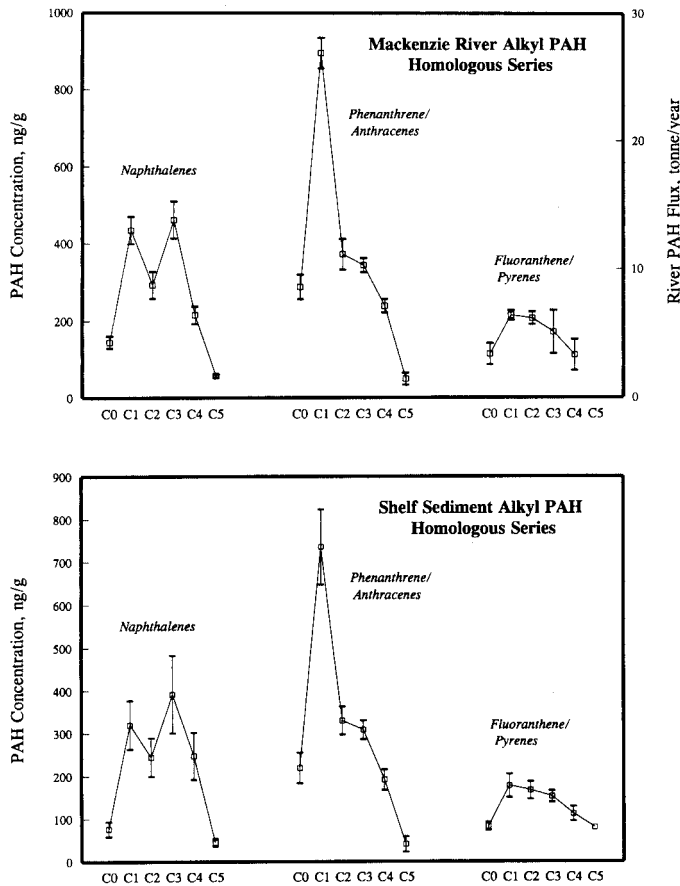 1000
800
600
400
200
0
PAH Concentration, ng/g
Mackenzie River Alkyl PAH
Homologous Series
Naphthalenes
Phenanthrene/
Anthracenes
Fluoranthene/
Pyrenes
30
20
10
0
River PAH Flux, tonne/year
C0 C1 C2 C3 C4 C5
C0 C1 C2 C3 C4 C5
C0 C1 C2 C3 C4 C5
900
800
700
600
500
400
300
200
100
0
PAH Concentration, ng/g
Shelf Sediment Alkyl PAH
Homologous Series
Naphthalenes
Phenanthrene/
Anthracenes
Fluoranthene/
Pyrenes
C0 C1 C2 C3 C4 C5
C0 C1 C2 C3 C4 C5
C0 C1 C2 C3 C4 C5